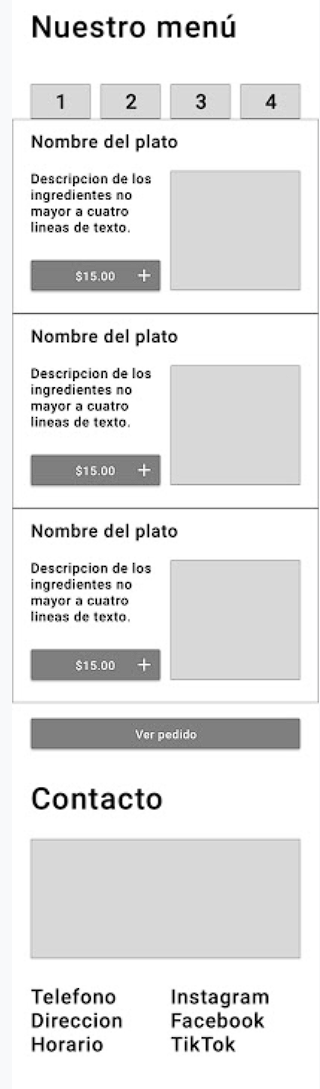 Nuestro menú
1 2 3 4
Nombre del plato
Descripcion de los
ingredientes no
mayor a cuatro
lineas de texto.
$15.00 +
Nombre del plato
Descripcion de los
ingredientes no
mayor a cuatro
lineas de texto.
$15.00 +
Nombre del plato
Descripcion de los
ingredientes no
mayor a cuatro
lineas de texto.
$15.00 +
Ver pedido
Contacto
Telefono
Direccion
Horario
Instagram
Facebook
TikTok